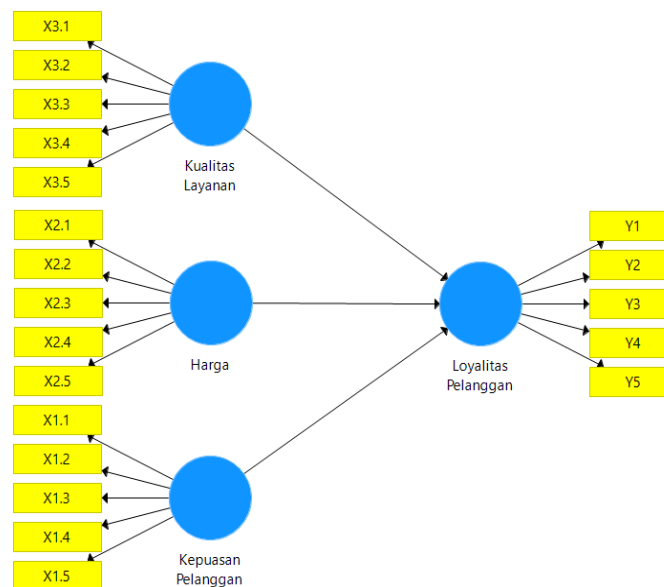 X3.1
X3.2
X3.3
X3.4
X3.5
Kualitas
Layanan
X2.1
X2.2
X2.3
X2.4
X2.5
Harga
X1.1
X1.2
X1.3
X1.4
X1.5
Kepuasan
Pelanggan
Loyalitas
Pelanggan
Y1
Y2
Y3
Y4
Y5